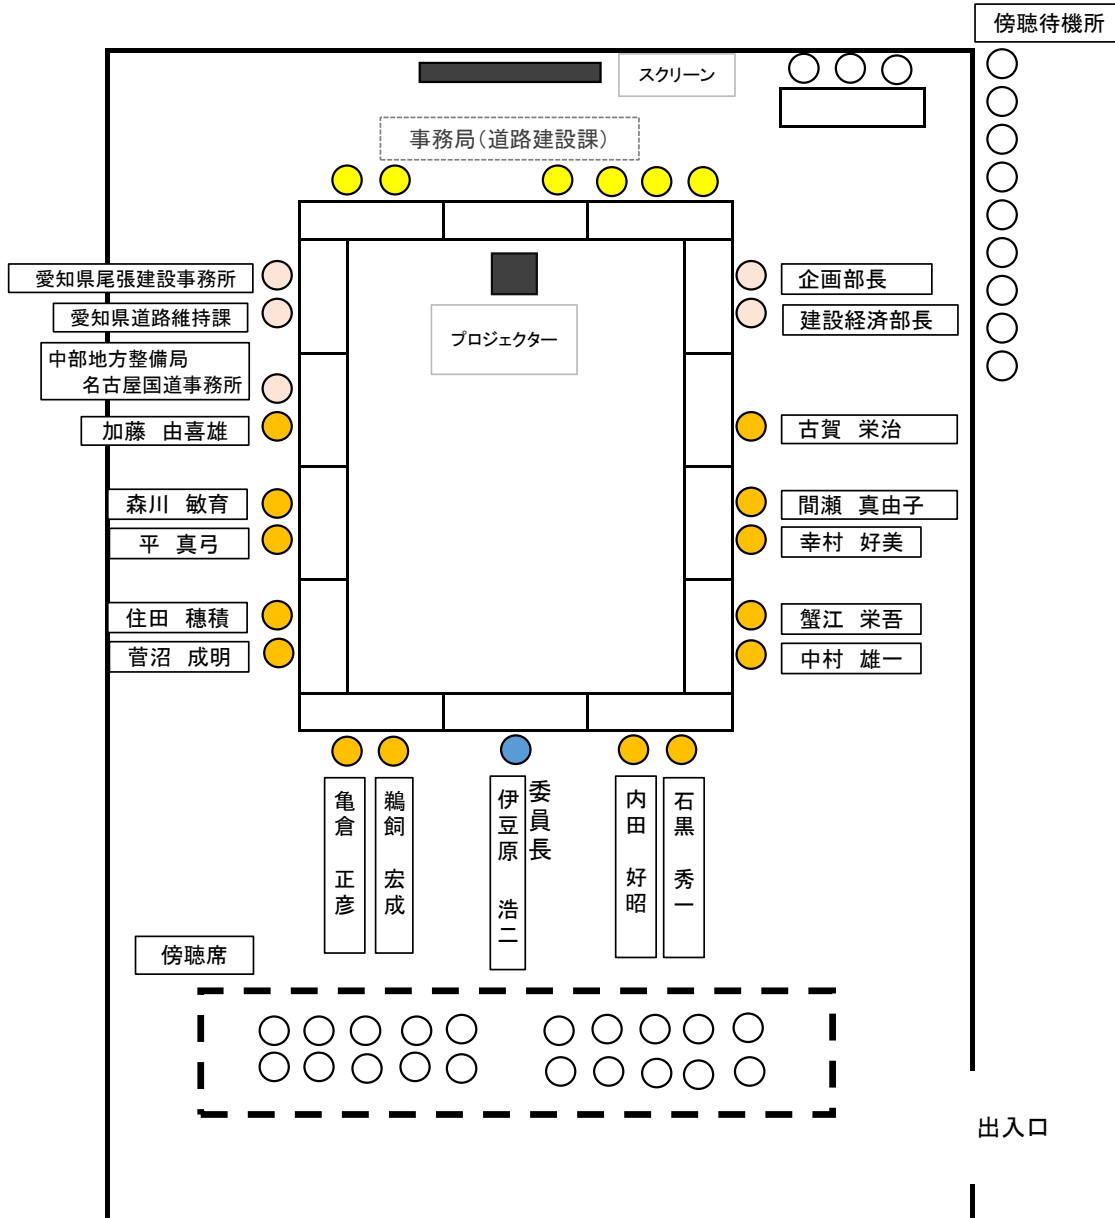 傍聴待機所
スクリーン
事務局（道路建設課）
愛知県尾張建設事務所
愛知県道路維持課
中部地方整備局
名古屋国道事務所
加藤　由喜雄
森川　敏育
平　真弓
住田　穂積
菅沼　成明
プロジェクター
企画部長
建設経済部長
古賀　栄治
間瀬　真由子
幸村　好美
蟹江　栄吾
中村　雄一
亀倉　正彦
鵜飼　宏成
伊豆原　浩二
委員長
内田　好昭
石黒　秀一
傍聴席
出入口